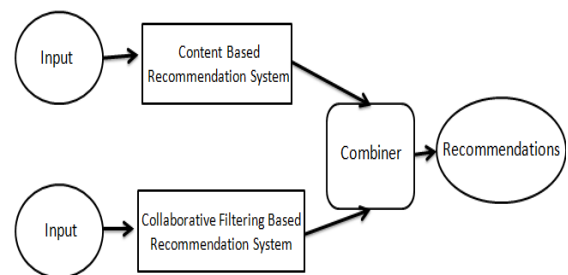 Input
Content Based
Recommendation System
Combiner
Recommendations
Input
Collaborative Filtering Based
Recommendation System